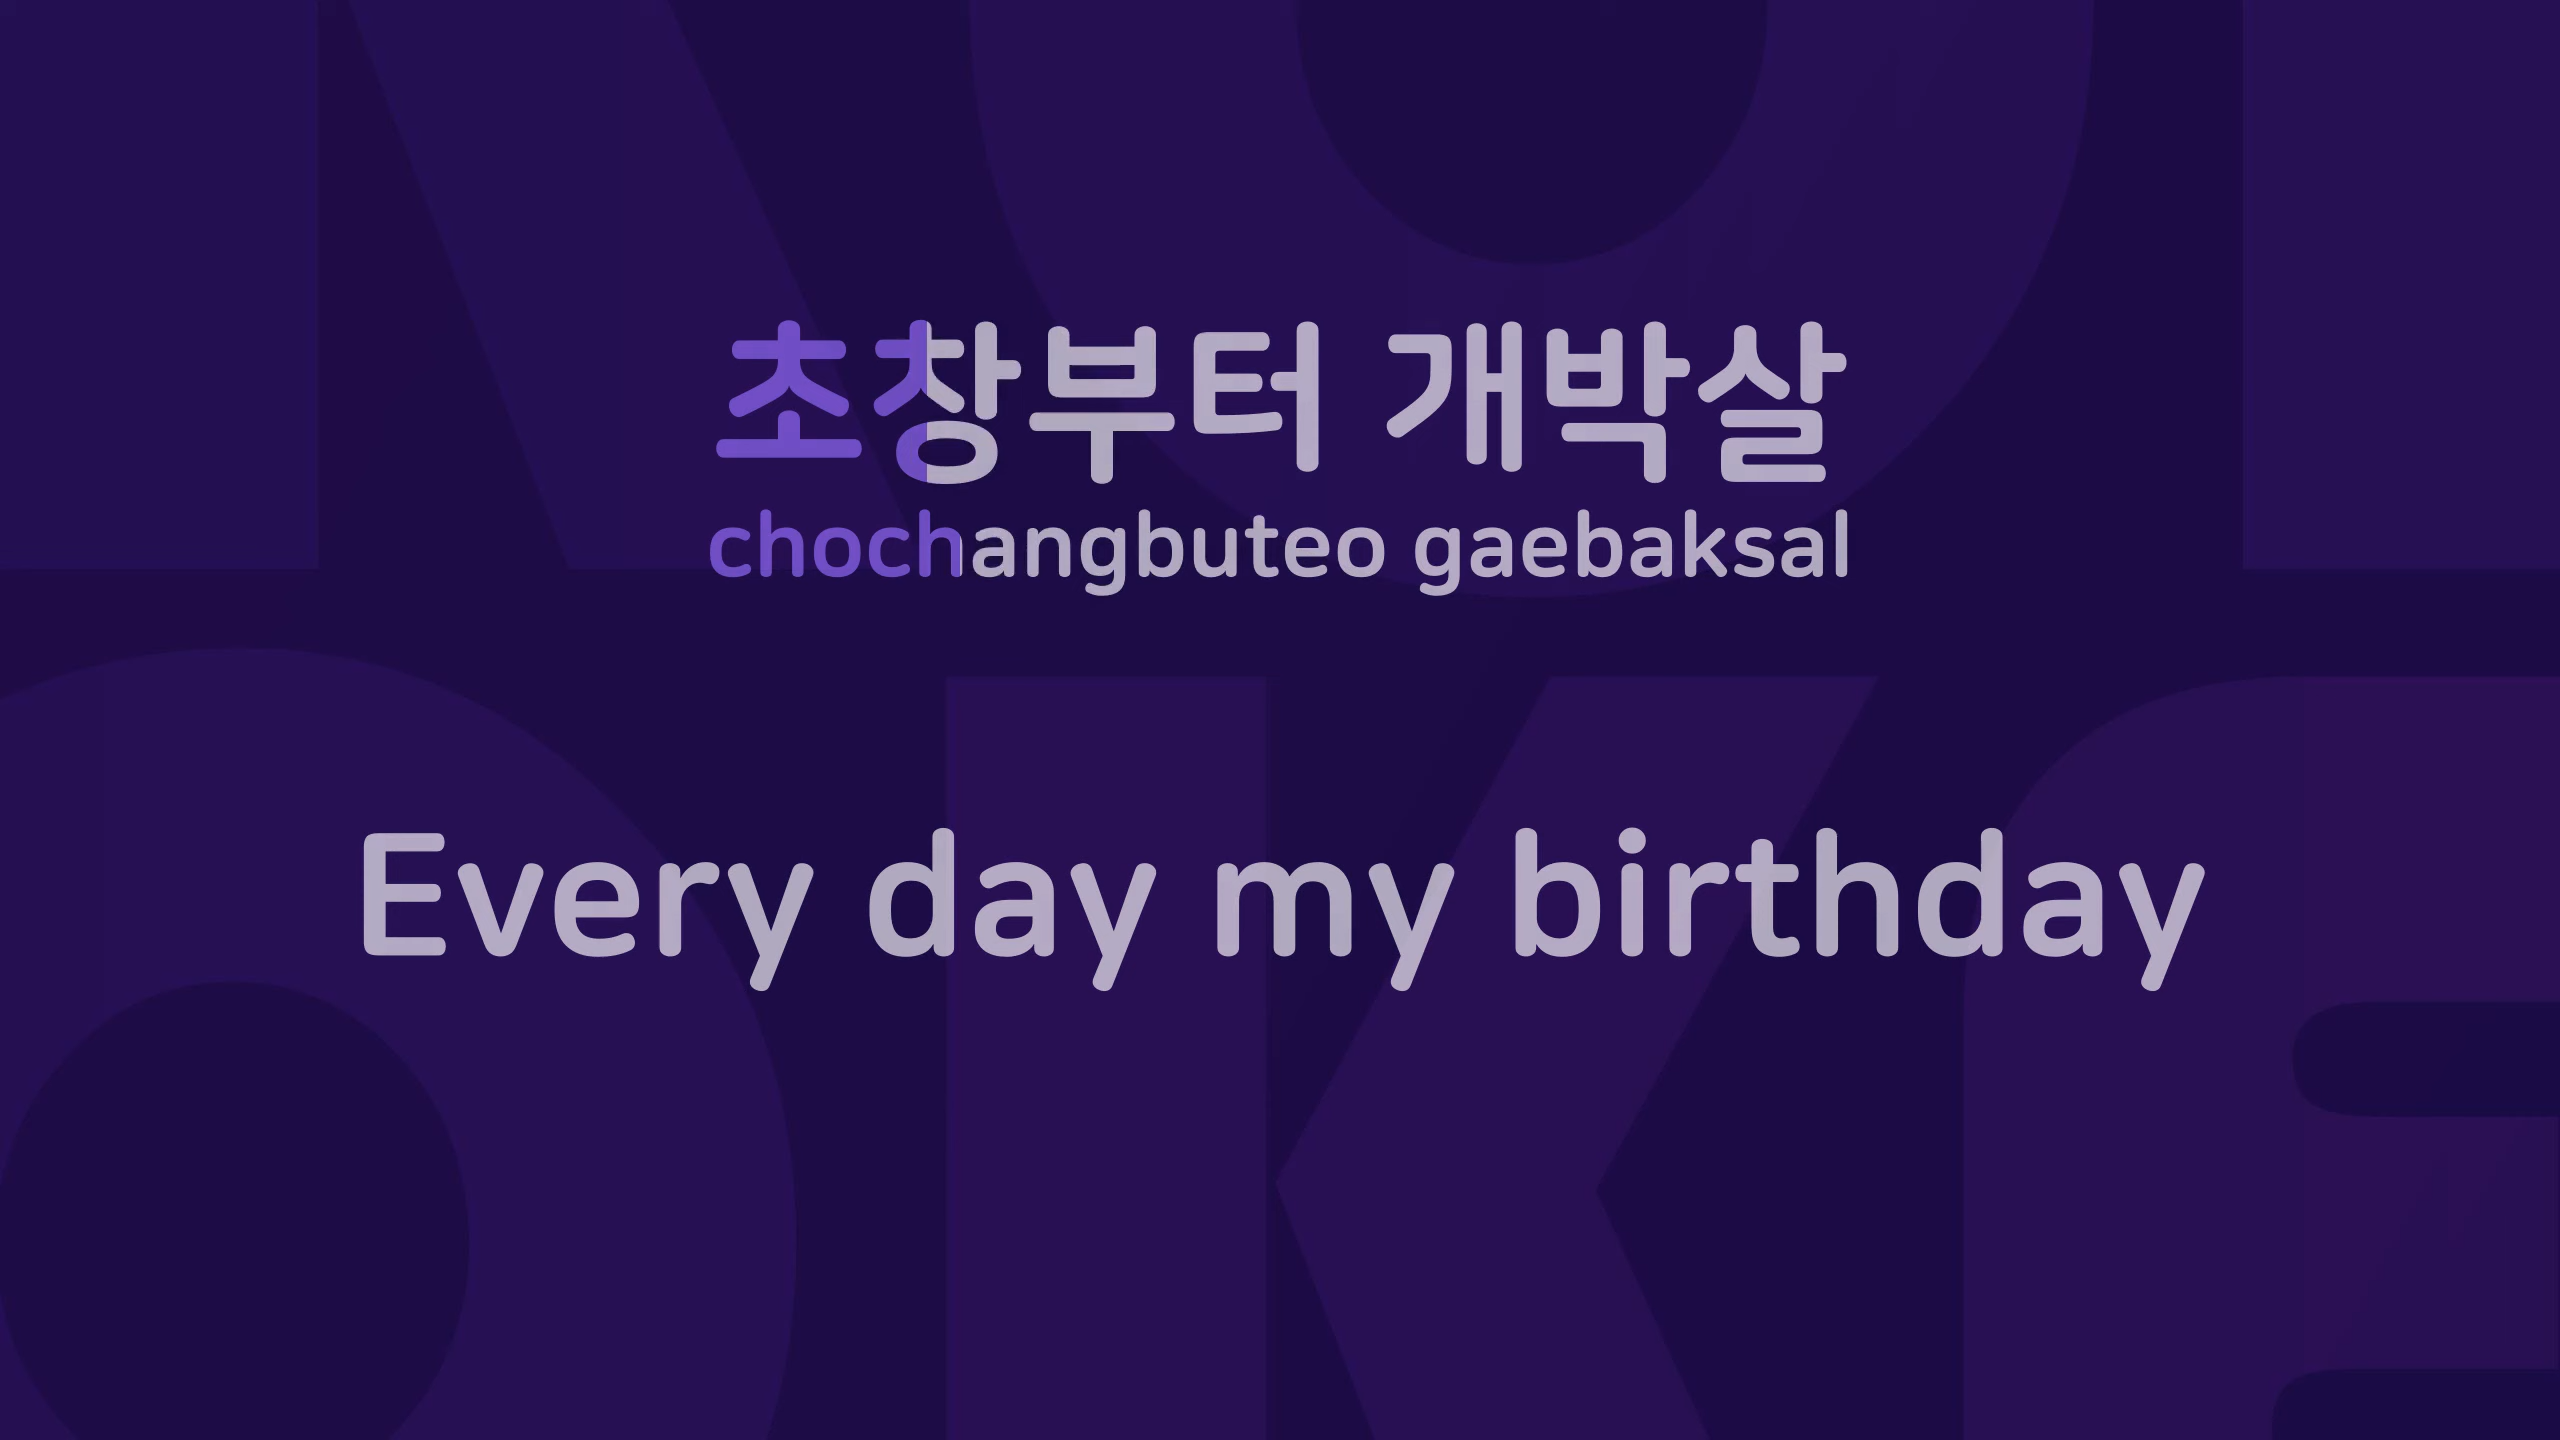 초창부터 개박살
chochangbuteo gaebaksal
Every day my birthday